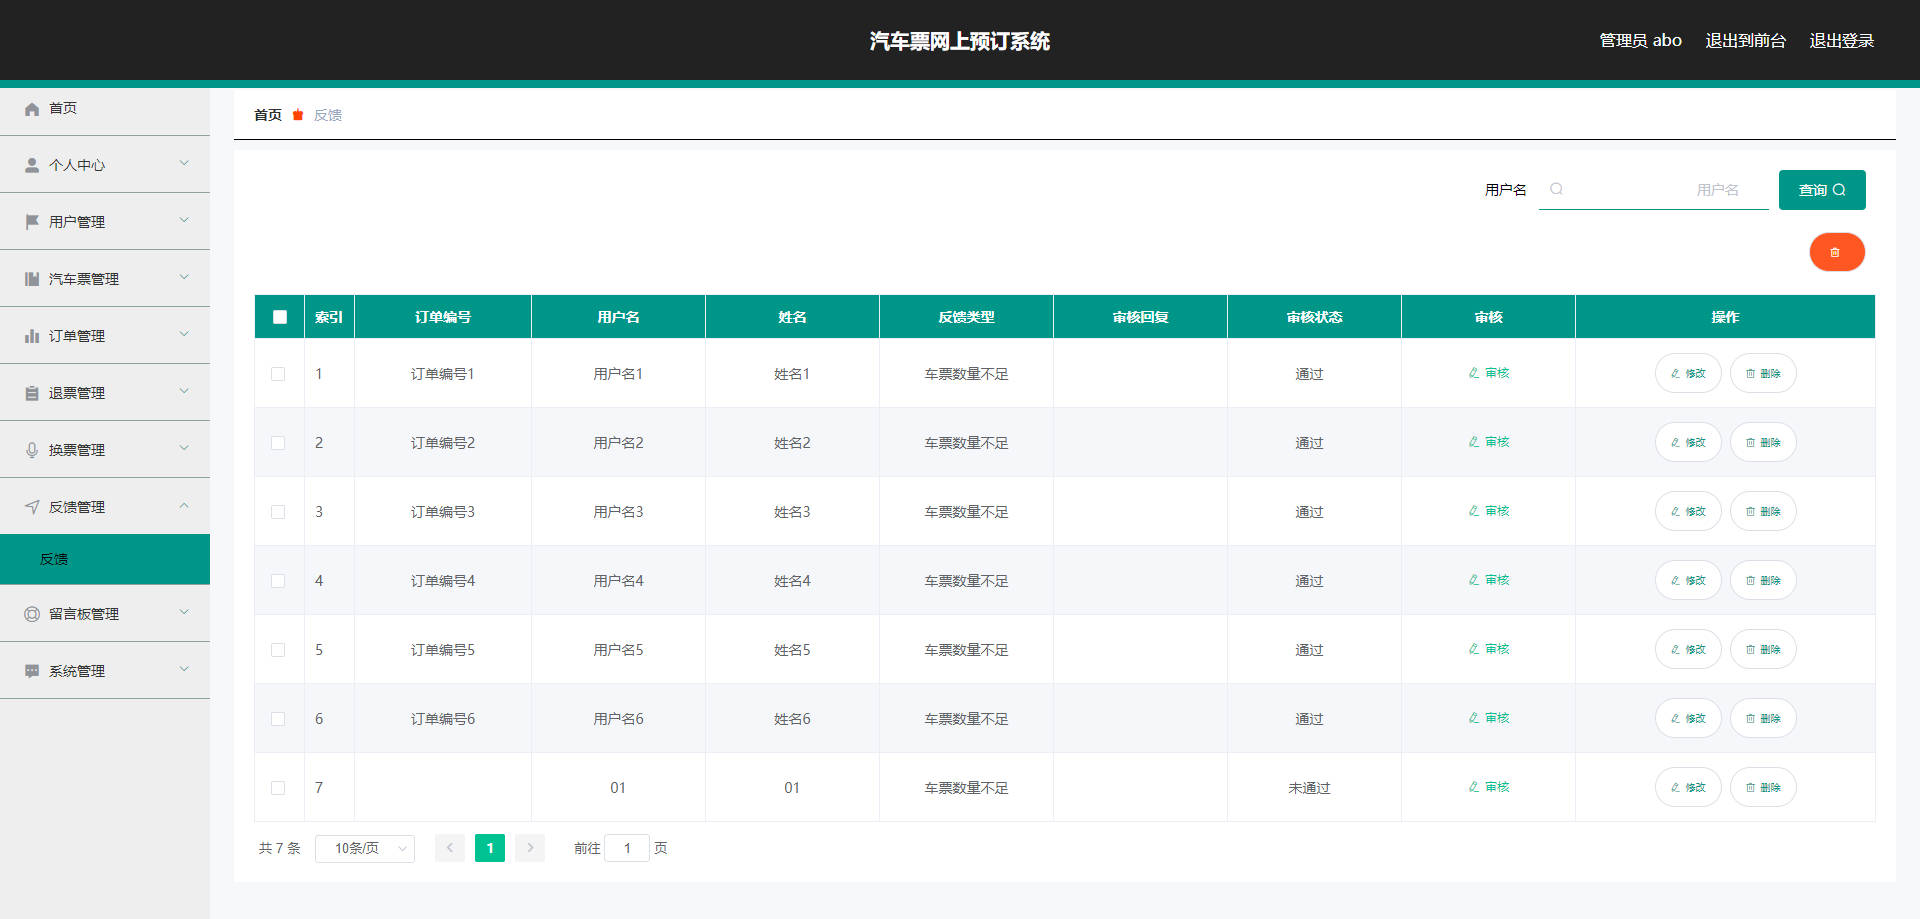 汽车票网上预订系统
管理员 abo 退出到前台 退出登录
首页
个人中心
用户管理
汽车票管理
订单管理
退票管理
换票管理
反馈管理
反馈
留言板管理
系统管理
首页 反馈
用户名 用户名 查询
索引 订单编号 用户名 姓名 反馈类型 审核回复 审核状态 审核 操作
1 订单编号1 用户名1 姓名1 车票数量不足 通过 审核 修改 删除
2 订单编号2 用户名2 姓名2 车票数量不足 通过 审核 修改 删除
3 订单编号3 用户名3 姓名3 车票数量不足 通过 审核 修改 删除
4 订单编号4 用户名4 姓名4 车票数量不足 通过 审核 修改 删除
5 订单编号5 用户名5 姓名5 车票数量不足 通过 审核 修改 删除
6 订单编号6 用户名6 姓名6 车票数量不足 通过 审核 修改 删除
7 01 01 车票数量不足 未通过 审核 修改 删除
共 7 条 10条/页 1 前往 1 页